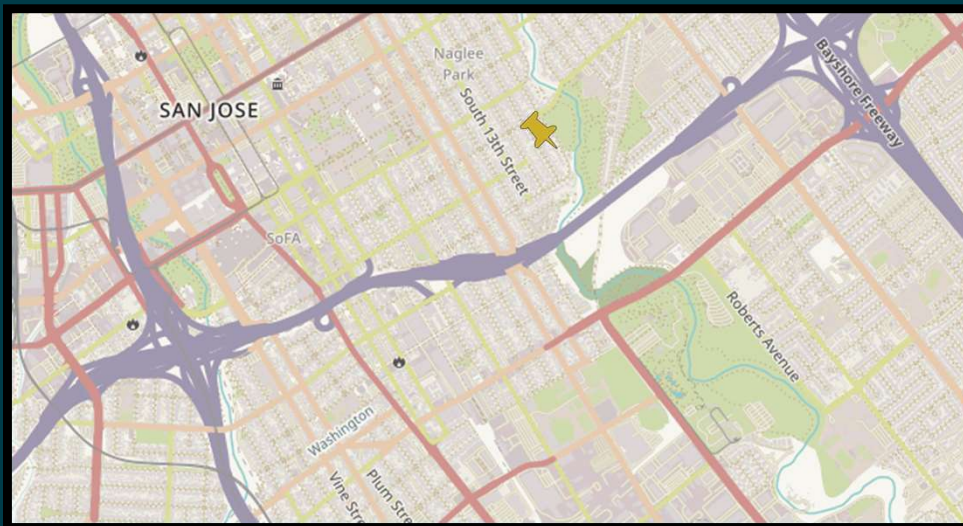 Naglee
Park
Bayshore Freeway
SAN JOSE
South 13th Street
SoFA
Roberts Avenue
Washington
Vine Stre
Plum Stre